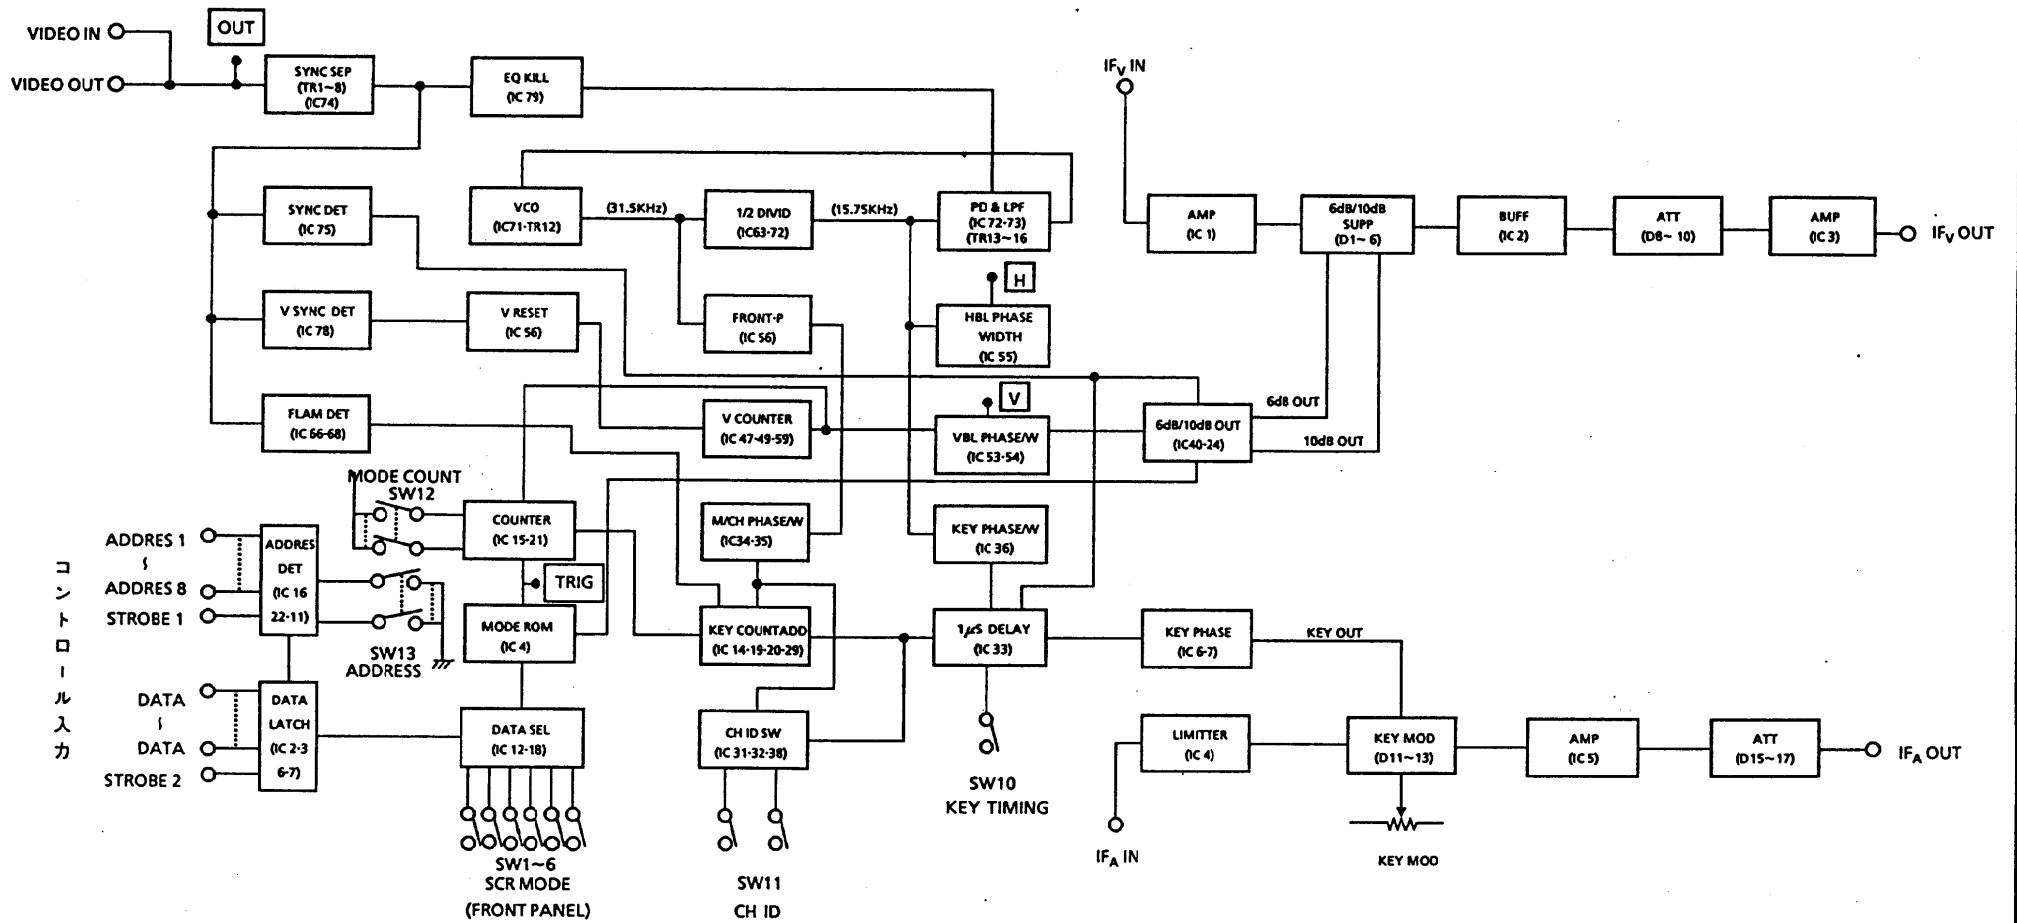 VIDEO IN
OUT
VIDEO OUT
SYNC SEP
(TR1~8)
(IC74)
EQ KILL
(IC 79)
IFV IN
SYNC DET
(IC 75)
VCO
(IC71-TR12)
(31.5KHz)
1/2 DIVID
(IC63-72)
(15.75KHz)
PD & LPF
(IC 72-73)
(TR13~16
AMP
(IC 1)
6dB/10dB
SUPP
(D1~ 6)
BUFF
(IC 2)
ATT
(D8~ 10)
AMP
(IC 3)
IFV OUT
H
V SYNC DET
(IC 78)
V RESET
(IC 56)
FRONT-P
(IC 56)
HBL PHASE
WIDTH
(IC 55)
V
FLAM DET
(IC 66-68)
V COUNTER
(IC 47-49-59)
VBL PHASE/W
(IC 53-54)
6dB/10dB OUT
(IC40-24)
6dB OUT
10dB OUT
MODE COUNT
SW12
COUNTER
(IC 15-21)
M/CH PHASE/W
(IC34-35)
KEY PHASE/W
(IC 36)
コントロール入力
ADDRES 1
~
ADDRES 8
STROBE 1
ADDRES
DET
(IC 16
22-11)
TRIG
SW13
ADDRESS
MODE ROM
(IC 4)
KEY COUNTADD
(IC 14-19-20-29)
1μS DELAY
(IC 33)
KEY PHASE
(IC 6-7)
KEY OUT
DATA
~
DATA
STROBE 2
DATA
LATCH
(IC 2-3
6-7)
DATA SEL
(IC 12-18)
CH ID SW
(IC 31-32-38)
LIMITTER
(IC 4)
KEY MOD
(D11~13)
AMP
(IC 5)
ATT
(D15~17)
IFA OUT
SW10
KEY TIMING
SW1~6
SCR MODE
(FRONT PANEL)
SW11
CH ID
IFA IN
KEY MOD